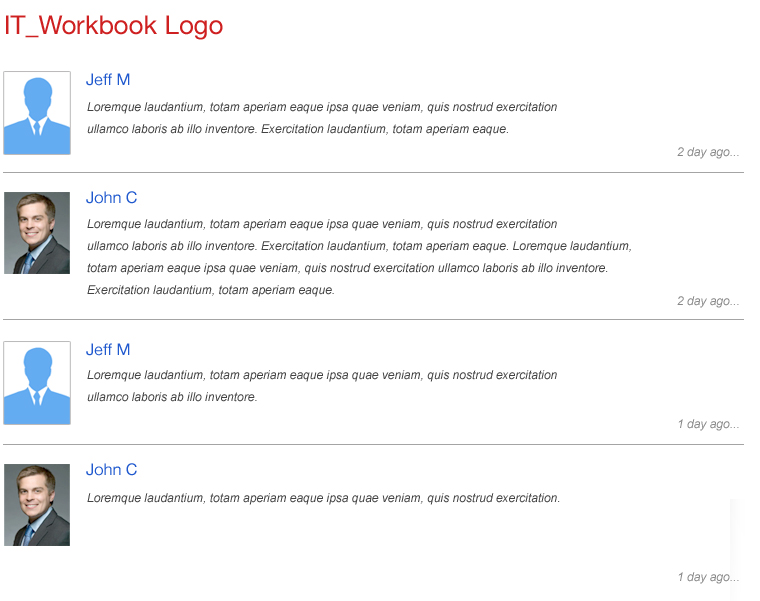 IT_Workbook Logo
Jeff M
Loremque laudantium, totam aperiam eaque ipsa quae veniam, quis nostrud exercitation
ullamco laboris ab illo inventore. Exercitation laudantium, totam aperiam eaque.
2 day ago...
John C
Loremque laudantium, totam aperiam eaque ipsa quae veniam, quis nostrud exercitation
ullamco laboris ab illo inventore. Exercitation laudantium, totam aperiam eaque. Loremque laudantium,
totam aperiam eaque ipsa quae veniam, quis nostrud exercitation ullamco laboris ab illo inventore.
Exercitation laudantium, totam aperiam eaque.
2 day ago...
Jeff M
Loremque laudantium, totam aperiam eaque ipsa quae veniam, quis nostrud exercitation
ullamco laboris ab illo inventore.
1 day ago...
John C
Loremque laudantium, totam aperiam eaque ipsa quae veniam, quis nostrud exercitation.
1 day ago...